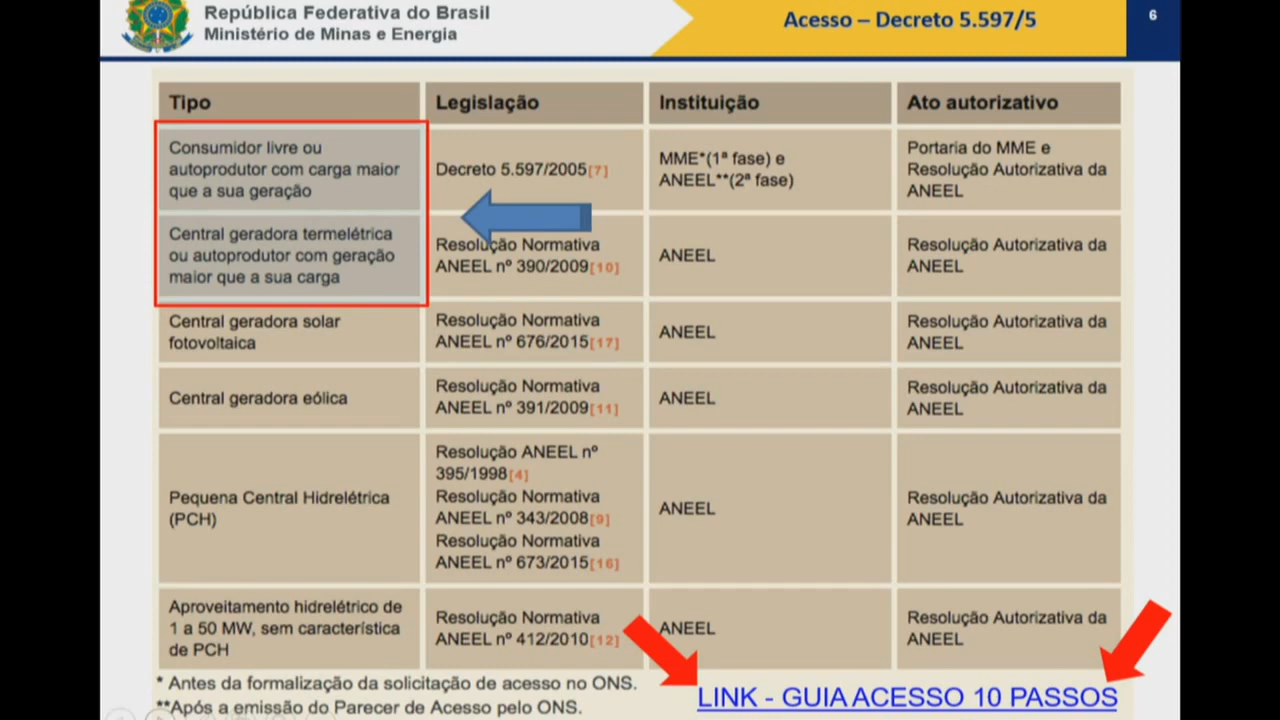 República Federativa do Brasil
Ministério de Minas e Energia
Acesso – Decreto 5.597/5
6
Tipo
Legislação
Instituição
Ato autorizativo
Consumidor livre ou
autoprodutor com carga maior
que a sua geração
Decreto 5.597/2005[7]
MME*(1ª fase) e
ANEEL**(2ª fase)
Portaria do MME e
Resolução Autorizativa da
ANEEL
Central geradora termelétrica
ou autoprodutor com geração
maior que a sua carga
Resolução Normativa
ANEEL nº 390/2009[10]
ANEEL
Resolução Autorizativa da
ANEEL
Central geradora solar
fotovoltaica
Resolução Normativa
ANEEL nº 676/2015[17]
ANEEL
Resolução Autorizativa da
ANEEL
Central geradora eólica
Resolução Normativa
ANEEL nº 391/2009[11]
ANEEL
Resolução Autorizativa da
ANEEL
Pequena Central Hidrelétrica
(PCH)
Resolução ANEEL nº
395/1998[4]
Resolução Normativa
ANEEL nº 343/2008[9]
Resolução Normativa
ANEEL nº 673/2015[16]
ANEEL
Resolução Autorizativa da
ANEEL
Aproveitamento hidrelétrico de
1 a 50 MW, sem característica
de PCH
Resolução Normativa
ANEEL nº 412/2010[12]
ANEEL
Resolução Autorizativa da
ANEEL
* Antes da formalização da solicitação de acesso no ONS.
**Após a emissão do Parecer de Acesso pelo ONS.
LINK - GUIA ACESSO 10 PASSOS